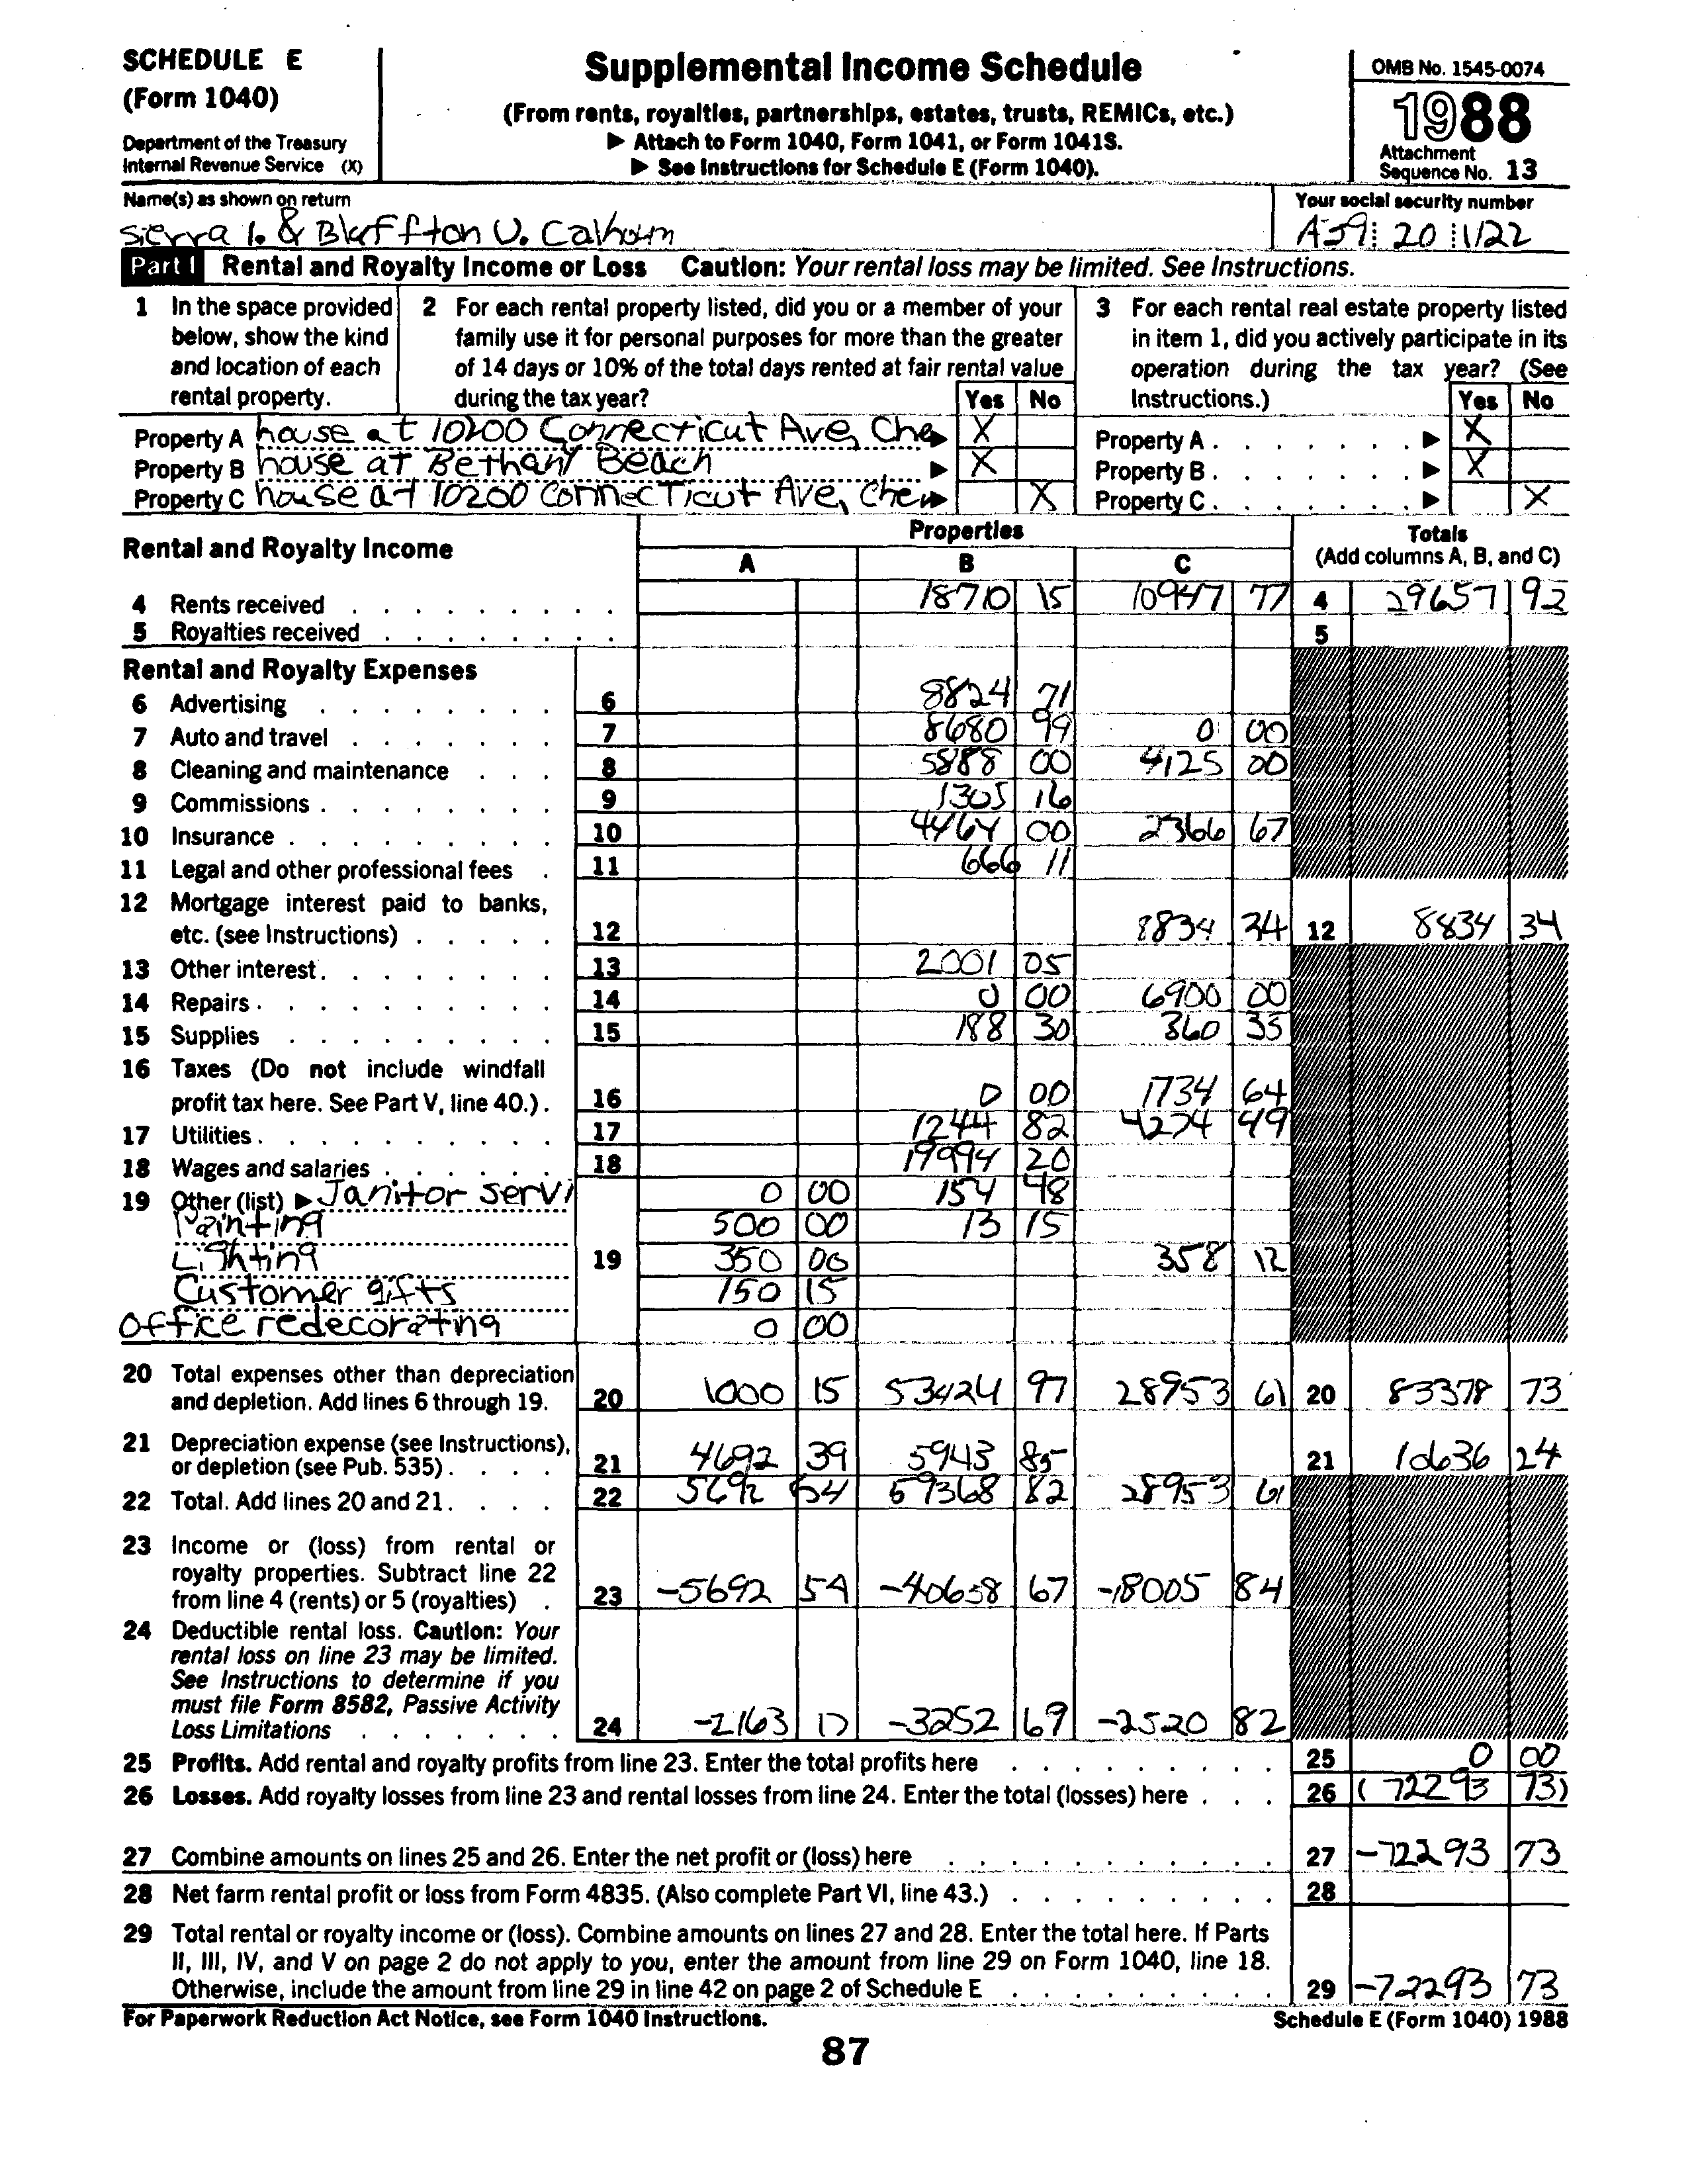 SCHEDULE E
(Form 1040)
Department of the Treasury
Internal Revenue Service (X)
Supplemental Income Schedule
(From rents, royalties, partnerships, estates, trusts, REMICs, etc.)
▶ Attach to Form 1040, Form 1041, or Form 1041S.
▶ See Instructions for Schedule E (Form 1040).
OMB No. 1545-0074
1988
Attachment
Sequence No. 13
Name(s) as shown on return
Sierra I. & Bluffton U. Calhoun
Your social security number
A59 20 1122
Part I Rental and Royalty Income or Loss Caution: Your rental loss may be limited. See Instructions.
1 In the space provided
below, show the kind
and location of each
rental property.
2 For each rental property listed, did you or a member of your
family use it for personal purposes for more than the greater
of 14 days or 10% of the total days rented at fair rental value
during the tax year? Yes No
3 For each rental real estate property listed
in item 1, did you actively participate in its
operation during the tax year? (See
Instructions.) Yes No
Property A house at 10200 Connecticut Ave, Che ▶ X Property A ▶ X
Property B house at Bethany Beach ▶ X Property B ▶ X
Property C house at 10200 Connecticut Ave, Chev ▶ X Property C ▶ X
Rental and Royalty Income
Properties
A B C
Totals
(Add columns A, B, and C)
4 Rents received 18710 15 10947 77 4 29657 92
5 Royalties received 5
Rental and Royalty Expenses
6 Advertising 6 8824 71
7 Auto and travel 7 8680 99 0 00
8 Cleaning and maintenance 8 5888 00 4125 00
9 Commissions 9 1305 16
10 Insurance 10 4464 00 2366 67
11 Legal and other professional fees 11 666 11
12 Mortgage interest paid to banks,
etc. (see Instructions) 12 8834 34 12 8834 34
13 Other interest 13 2001 05
14 Repairs 14 0 00 6900 00
15 Supplies 15 188 30 360 35
16 Taxes (Do not include windfall
profit tax here. See Part V, line 40.) 16 0 00 1734 64
17 Utilities 17 1244 82 4274 49
18 Wages and salaries 18 19994 20
19 Other (list) ▶ Janitor servi 0 00 154 48
Painting 500 00 13 15
Lighting 19 350 00 358 12
Customer gifts 150 15
Office redecorating 0 00
20 Total expenses other than depreciation
and depletion. Add lines 6 through 19. 20 1000 15 53424 97 28953 61 20 83378 73
21 Depreciation expense (see Instructions),
or depletion (see Pub. 535) 21 4692 39 5943 85 21 10636 24
22 Total. Add lines 20 and 21 22 5692 54 59368 82 28953 61
23 Income or (loss) from rental or
royalty properties. Subtract line 22
from line 4 (rents) or 5 (royalties) 23 -5692 54 -40658 67 -18005 84
24 Deductible rental loss. Caution: Your
rental loss on line 23 may be limited.
See Instructions to determine if you
must file Form 8582, Passive Activity
Loss Limitations 24 -3252 69 -2520 82
25 Profits. Add rental and royalty profits from line 23. Enter the total profits here 25 0 00
26 Losses. Add royalty losses from line 23 and rental losses from line 24. Enter the total (losses) here 26 ( 72293 73)
27 Combine amounts on lines 25 and 26. Enter the net profit or (loss) here 27 -72293 73
28 Net farm rental profit or loss from Form 4835. (Also complete Part VI, line 43.) 28
29 Total rental or royalty income or (loss). Combine amounts on lines 27 and 28. Enter the total here. If Parts
II, III, IV, and V on page 2 do not apply to you, enter the amount from line 29 on Form 1040, line 18.
Otherwise, include the amount from line 29 in line 42 on page 2 of Schedule E 29 -72293 73
For Paperwork Reduction Act Notice, see Form 1040 Instructions. Schedule E (Form 1040) 1988
87